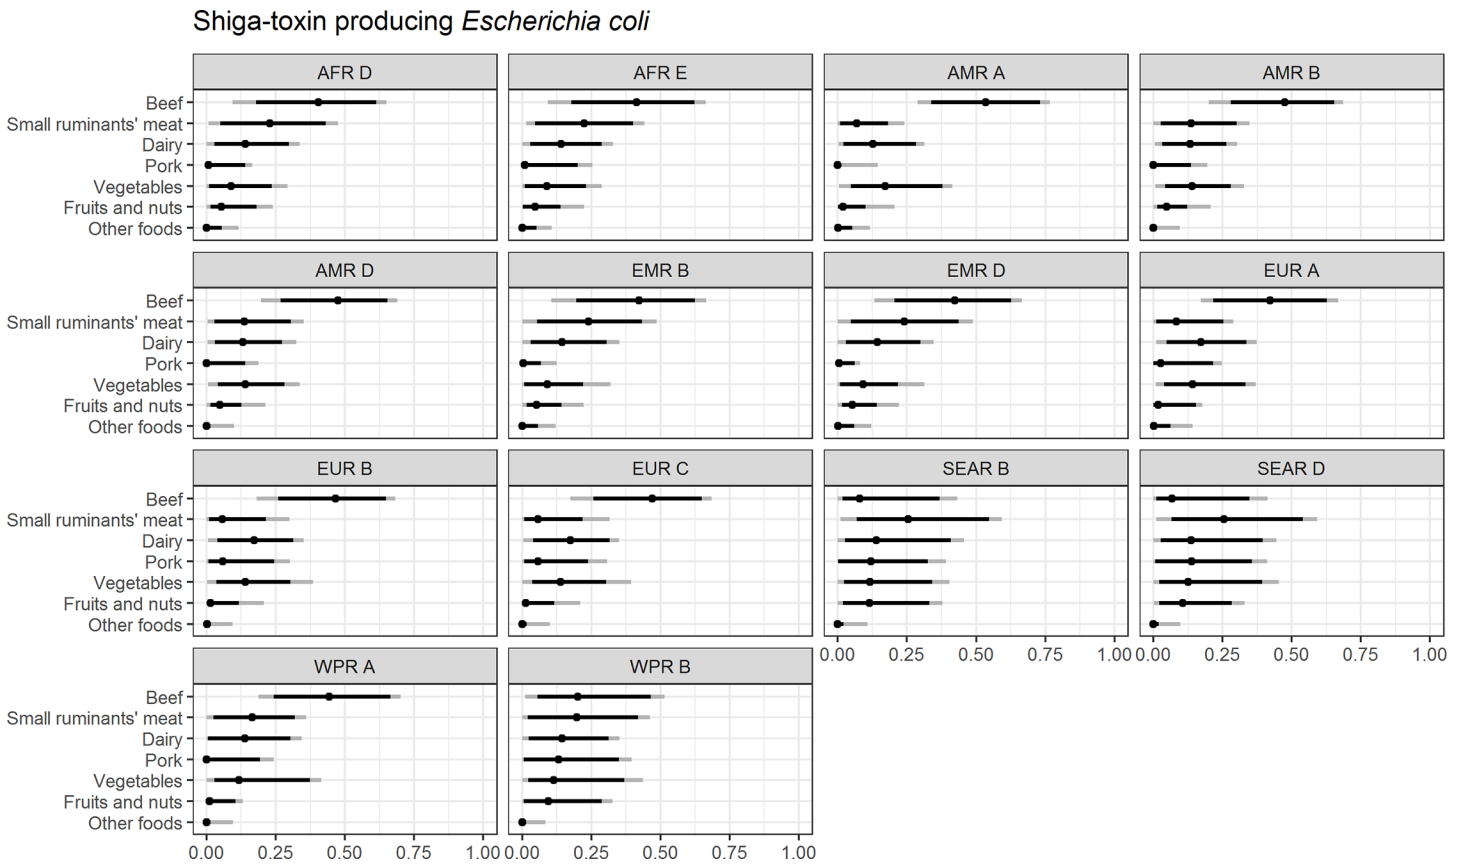 Shiga-toxin producing Escherichia coli
AFR D AFR E AMR A AMR B
Beef
Small ruminants' meat
Dairy
Pork
Vegetables
Fruits and nuts
Other foods
AMR D EMR B EMR D EUR A
Beef
Small ruminants' meat
Dairy
Pork
Vegetables
Fruits and nuts
Other foods
EUR B EUR C SEAR B SEAR D
Beef
Small ruminants' meat
Dairy
Pork
Vegetables
Fruits and nuts
Other foods
0.00 0.25 0.50 0.75 1.00 0.00 0.25 0.50 0.75 1.00
WPR A WPR B
Beef
Small ruminants' meat
Dairy
Pork
Vegetables
Fruits and nuts
Other foods
0.00 0.25 0.50 0.75 1.00 0.00 0.25 0.50 0.75 1.00